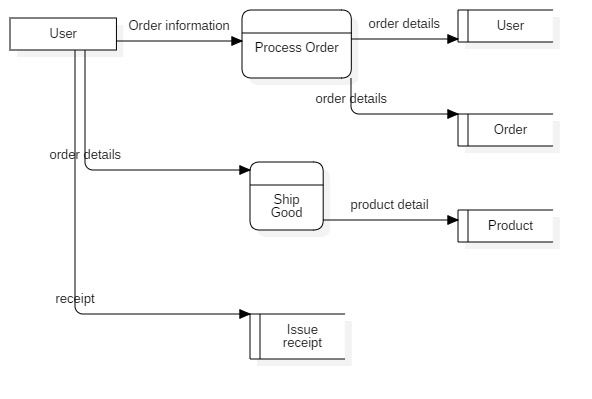 User
Order information
Process Order
order details
User
order details
Order
order details
Ship
Good
product detail
Product
receipt
Issue
receipt